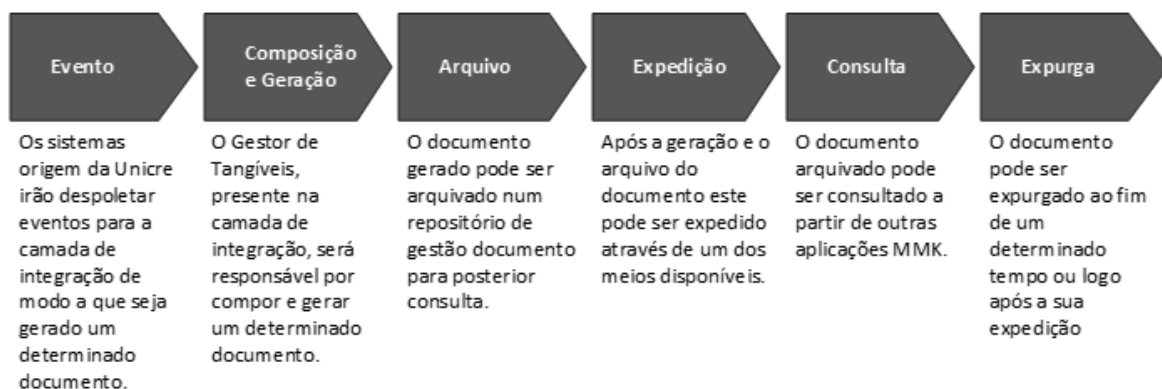 Evento
Composição
e Geração
Arquivo
Expedição
Consulta
Expurga
Os sistemas
origem da Unicre
irão despoletar
eventos para a
camada de
integração de
modo a que seja
gerado um
determinado
documento.
O Gestor de
Tangíveis,
presente na
camada de
integração, será
responsável por
compor e gerar
um determinado
documento.
O documento
gerado pode ser
arquivado num
repositório de
gestão documento
para posterior
consulta.
Após a geração e o
arquivo do
documento este
pode ser expedido
através de um dos
meios disponíveis.
O documento
arquivado pode
ser consultado a
partir de outras
aplicações MMK.
O documento
pode ser
expurgado ao fim
de um
determinado
tempo ou logo
após a sua
expedição